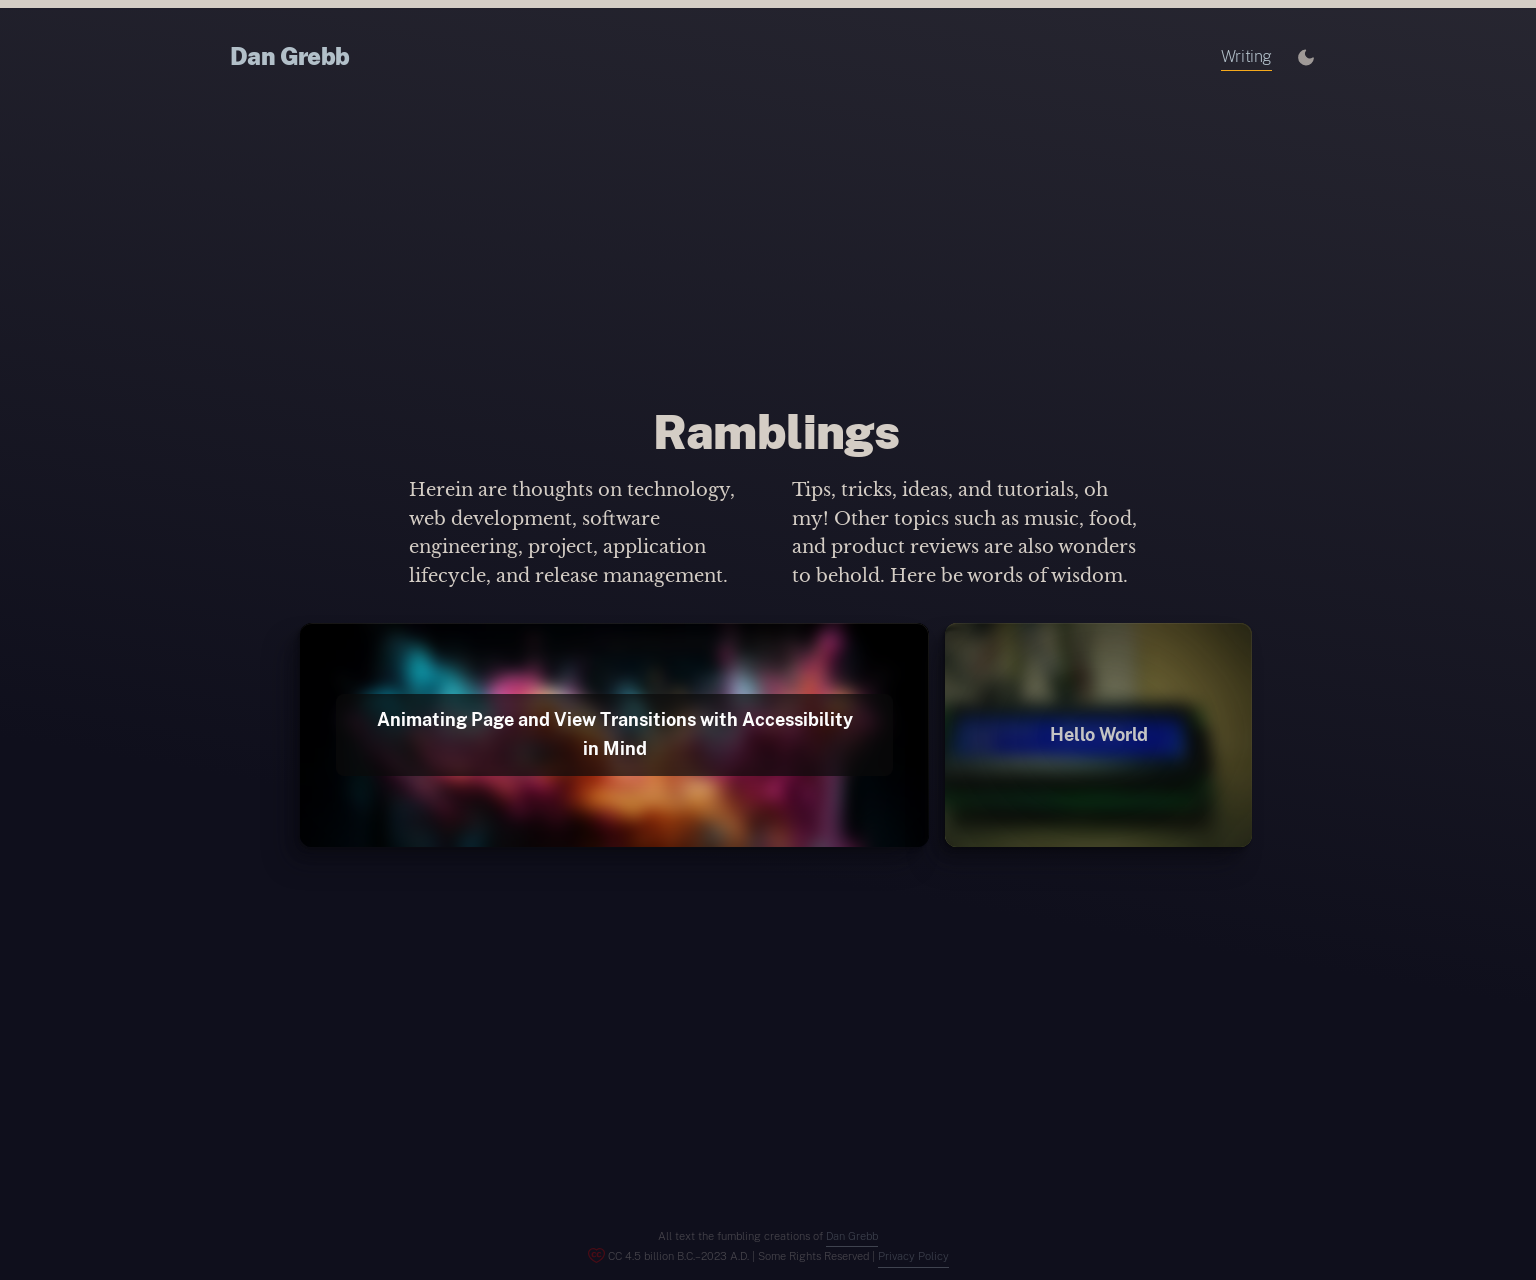 Dan Grebb
Writing
Ramblings
Herein are thoughts on technology,
web development, software
engineering, project, application
lifecycle, and release management.
Tips, tricks, ideas, and tutorials, oh
my! Other topics such as music, food,
and product reviews are also wonders
to behold. Here be words of wisdom.
Animating Page and View Transitions with Accessibility
in Mind
Hello World
All text the fumbling creations of Dan Grebb
CC 4.5 billion B.C.–2023 A.D. | Some Rights Reserved | Privacy Policy